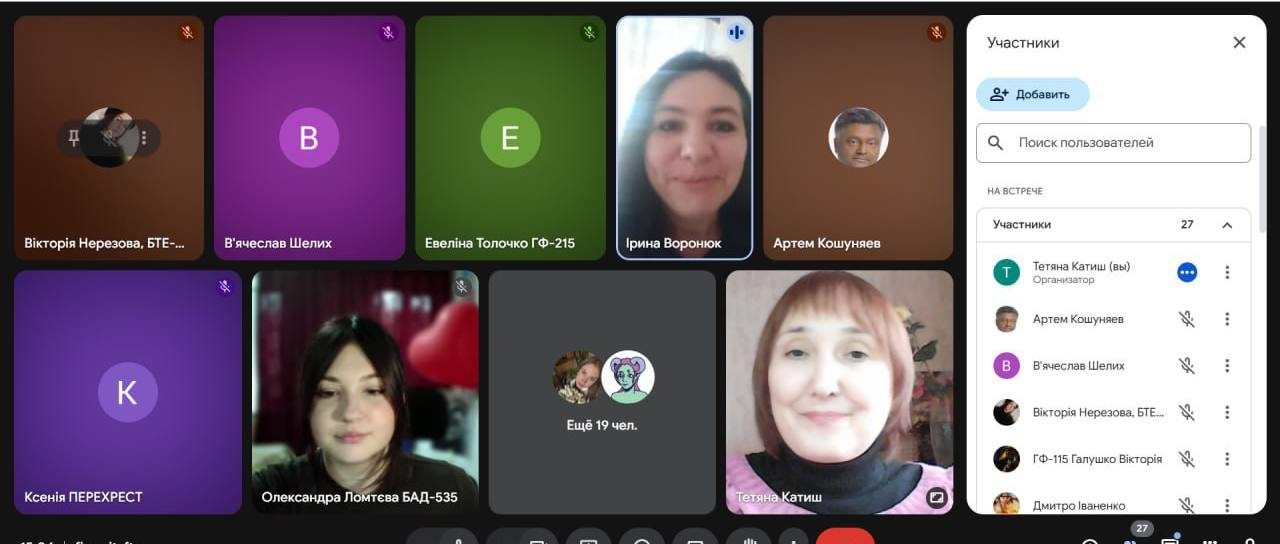 Вікторія Нерезова, БТЕ-...
В
В'ячеслав Шелих
Е
Евеліна Толочко ГФ-215
Ірина Воронюк
Артем Кошуняев
К
Ксенія ПЕРЕХРЕСТ
Олександра Ломтєва БАД-535
Ещё 19 чел.
Тетяна Катиш
Участники
Добавить
Поиск пользователей
НА ВСТРЕЧЕ
Участники 27
Т
Тетяна Катиш (вы)
Организатор
Артем Кошуняев
В
В'ячеслав Шелих
Вікторія Нерезова, БТЕ...
ГФ-115 Галушко Вікторія
Дмитро Іваненко
27